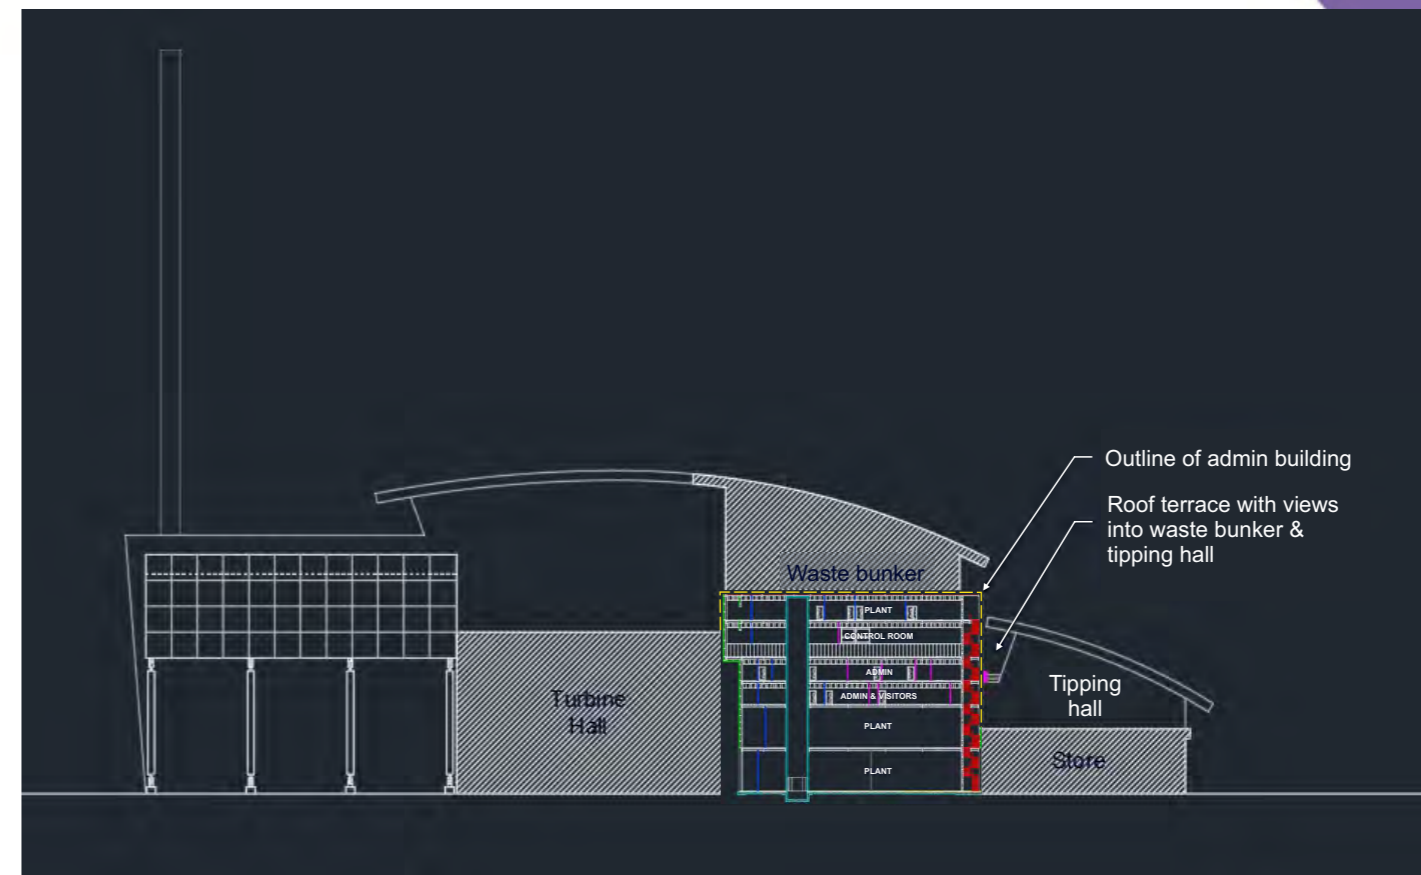 Outline of admin building
Roof terrace with views
into waste bunker &
tipping hall
Waste bunker
PLANT
CONTROL ROOM
ADMIN
ADMIN & VISITORS
PLANT
PLANT
Turbine
Hall
Tipping
hall
Store